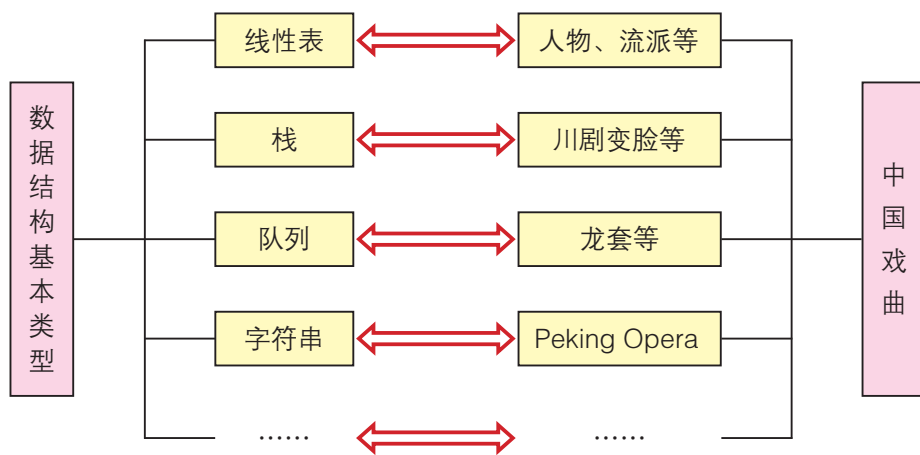 数据结构基本类型
线性表
人物、流派等
栈
川剧变脸等
队列
龙套等
字符串
Peking Opera
……
……
中国戏曲